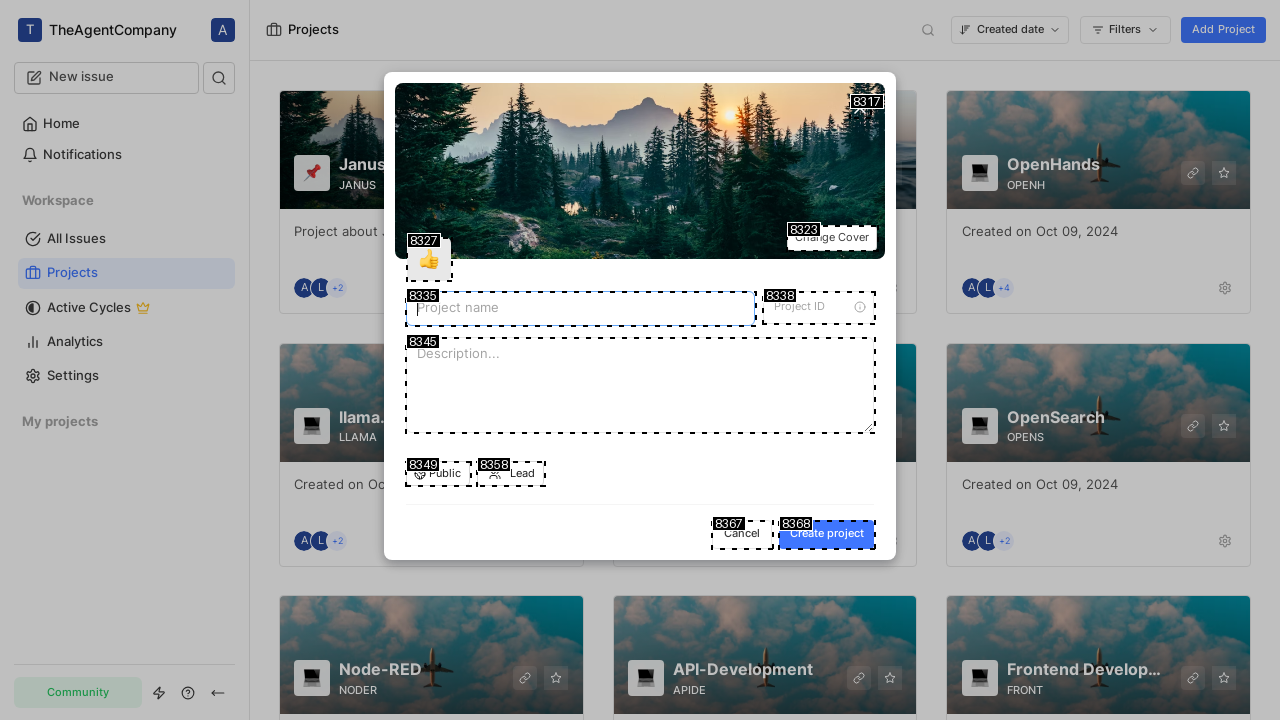 T TheAgentCompany A
New issue
Home
Notifications
Workspace
All Issues
Projects
Active Cycles
Analytics
Settings
My projects
Community
Projects
Created date
Filters
Add Project
Janus
JANUS
Project about
A L +2
OpenHands
OPENH
Created on Oct 09, 2024
A L +4
llama.
LLAMA
Created on Oc
A L +2
OpenSearch
OPENS
Created on Oct 09, 2024
A L +2
Node-RED
NODER
API-Development
APIDE
Frontend Develop...
FRONT
8317
8323
Change Cover
8327
8335
Project name
8338
Project ID
8345
Description...
8349
Public
8358
Lead
8367
Cancel
8368
Create project